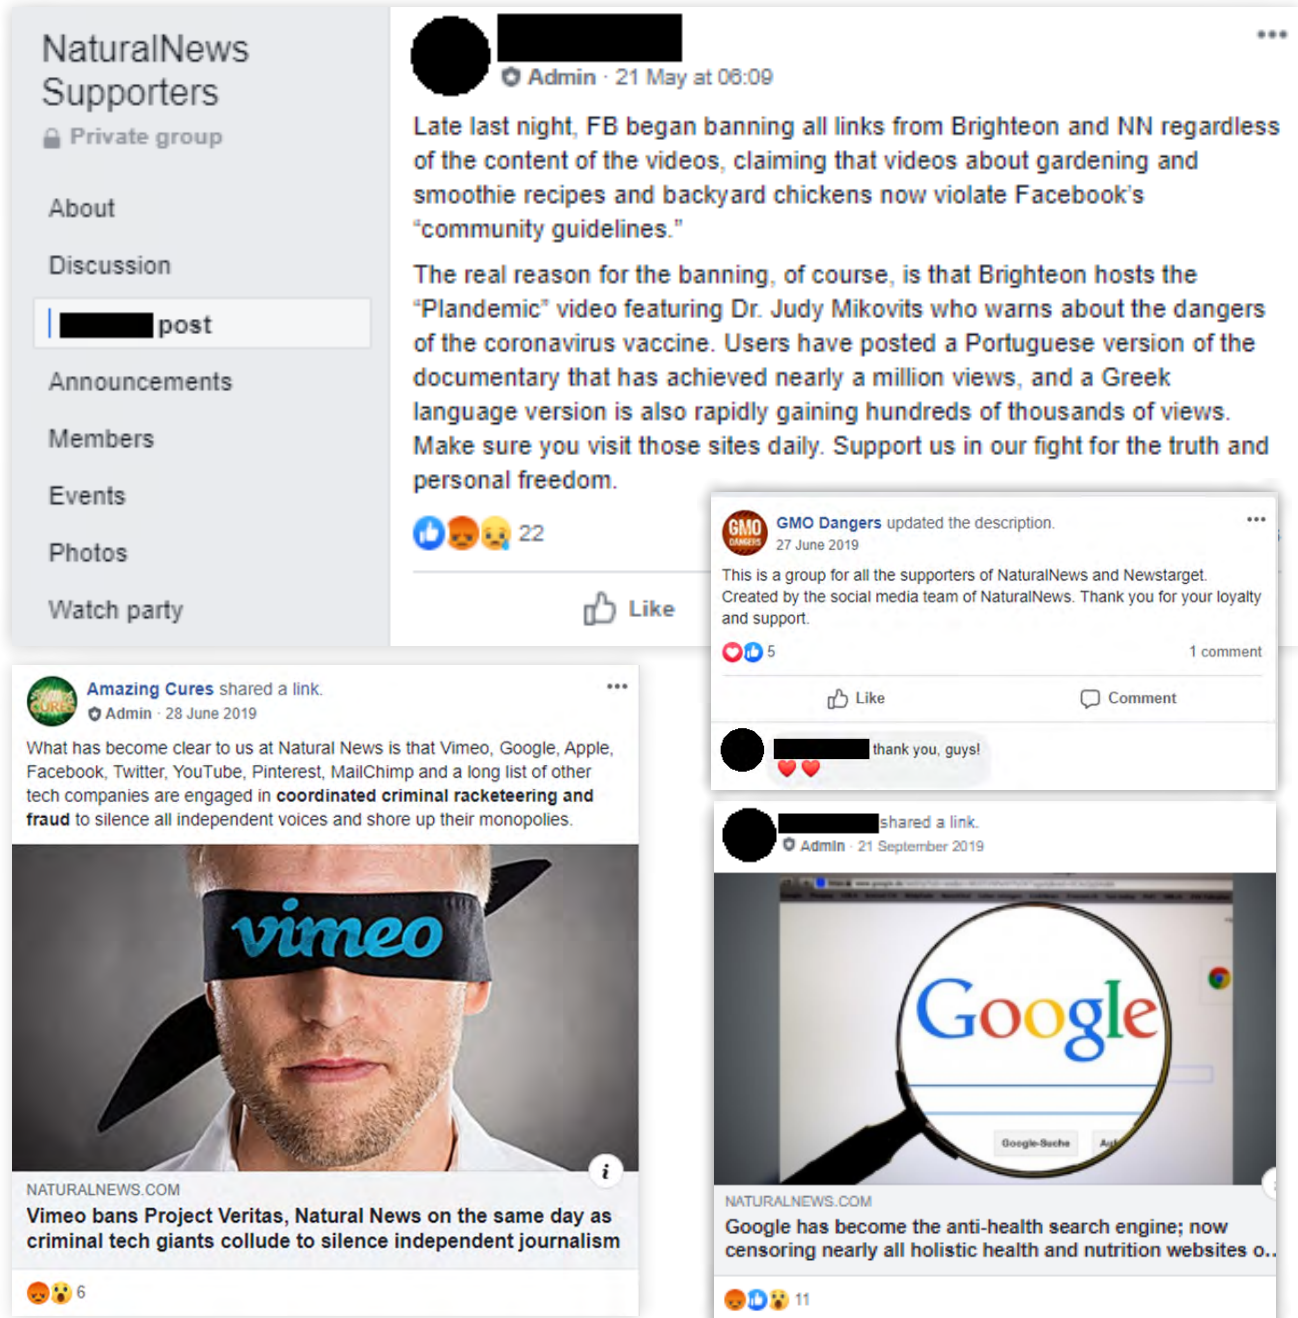 NaturalNews
Supporters
Private group
About
Discussion
post
Announcements
Members
Events
Photos
Watch party
Admin · 21 May at 06:09
Late last night, FB began banning all links from Brighteon and NN regardless
of the content of the videos, claiming that videos about gardening and
smoothie recipes and backyard chickens now violate Facebook's
"community guidelines."
The real reason for the banning, of course, is that Brighteon hosts the
"Plandemic" video featuring Dr. Judy Mikovits who warns about the dangers
of the coronavirus vaccine. Users have posted a Portuguese version of the
documentary that has achieved nearly a million views, and a Greek
language version is also rapidly gaining hundreds of thousands of views.
Make sure you visit those sites daily. Support us in our fight for the truth and
personal freedom.
22
Like
GMO
DANGERS
GMO Dangers updated the description.
27 June 2019
This is a group for all the supporters of NaturalNews and Newstarget.
Created by the social media team of NaturalNews. Thank you for your loyalty
and support.
5
1 comment
Like
Comment
thank you, guys!
CURES
Amazing Cures shared a link.
Admin · 28 June 2019
What has become clear to us at Natural News is that Vimeo, Google, Apple,
Facebook, Twitter, YouTube, Pinterest, MailChimp and a long list of other
tech companies are engaged in coordinated criminal racketeering and
fraud to silence all independent voices and shore up their monopolies.
vimeo
NATURALNEWS.COM
Vimeo bans Project Veritas, Natural News on the same day as
criminal tech giants collude to silence independent journalism
6
shared a link.
Admin · 21 September 2019
Google
Google-Suche
NATURALNEWS.COM
Google has become the anti-health search engine; now
censoring nearly all holistic health and nutrition websites o..
11